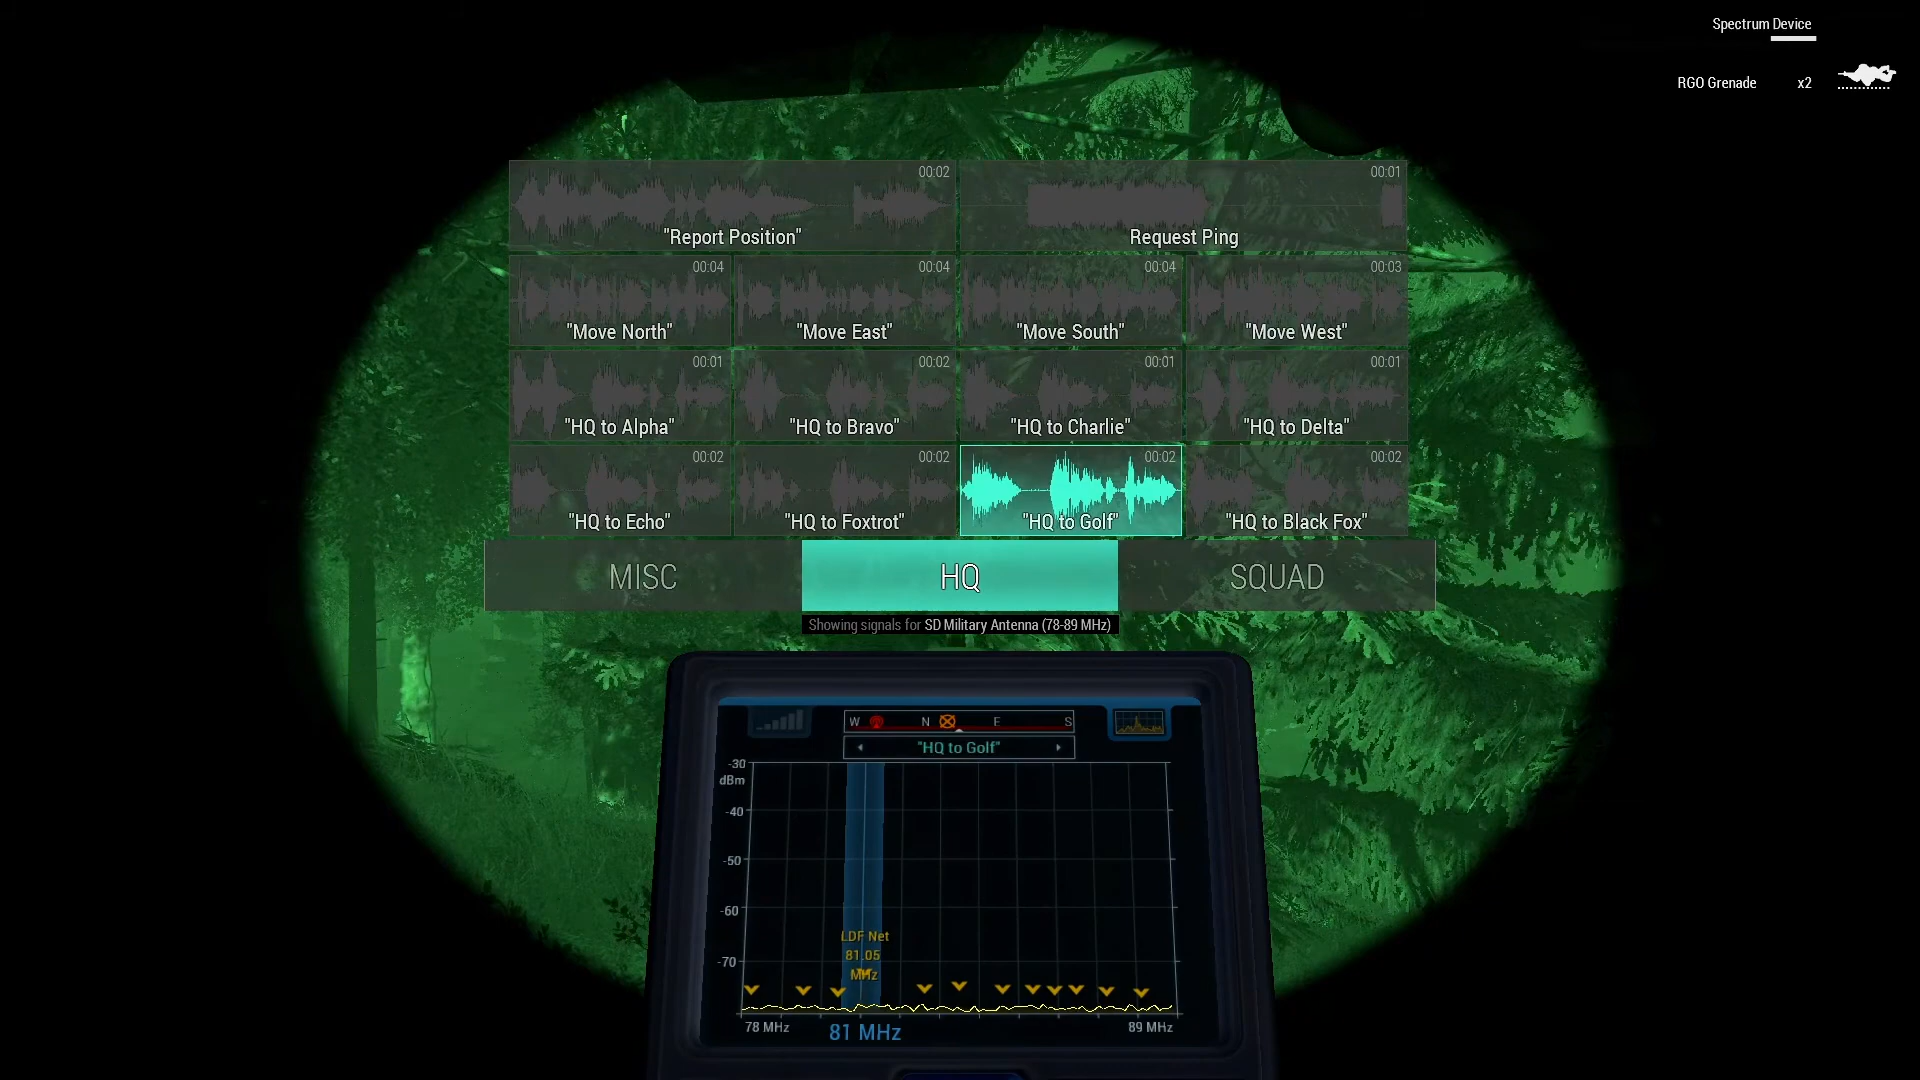 Spectrum Device
RGO Grenade x2
00:02 00:01
"Report Position" Request Ping
00:04 00:04 00:04 00:03
"Move North" "Move East" "Move South" "Move West"
00:01 00:02 00:01 00:01
"HQ to Alpha" "HQ to Bravo" "HQ to Charlie" "HQ to Delta"
00:02 00:02 00:02 00:02
"HQ to Echo" "HQ to Foxtrot" "HQ to Golf" "HQ to Black Fox"
MISC HQ SQUAD
Showing signals for SD Military Antenna (78-89 MHz)
W N E S
"HQ to Golf"
-30
dBm
-40
-50
-60
LDF Net
81.05
-70
MHz
78 MHz 81 MHz 89 MHz